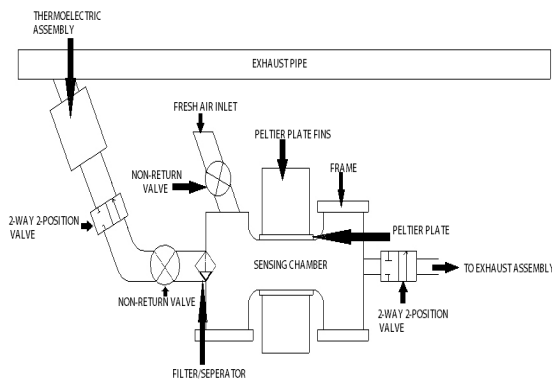 THERMOELECTRIC
ASSEMBLY
EXHAUST PIPE
FRESH AIR INLET
PELTIER PLATE FINS
NON-RETURN
VALVE
FRAME
2-WAY 2-POSITION
VALVE
PELTIER PLATE
SENSING CHAMBER
TO EXHAUST ASSEMBLY
NON-RETURN VALVE
2-WAY 2-POSITION
VALVE
FILTER/SEPERATOR